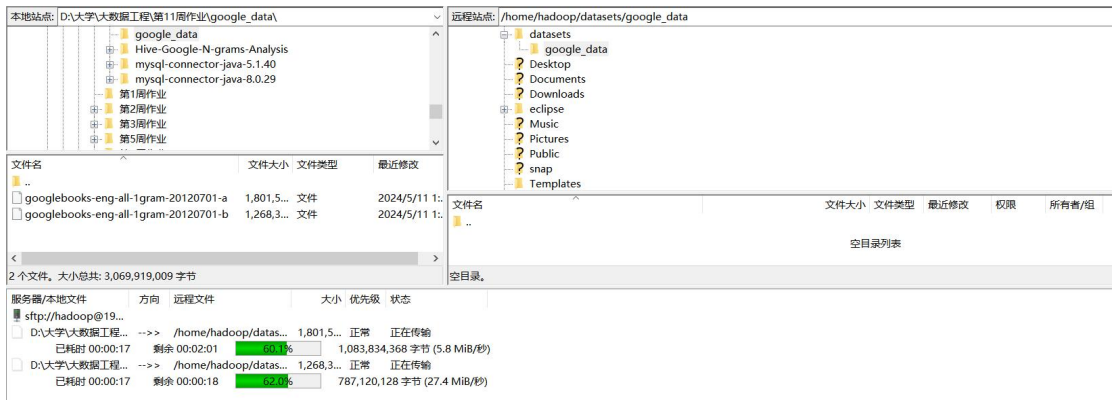 本地站点: D:\大学\大数据工程\第11周作业\google_data\
google_data
Hive-Google-N-grams-Analysis
mysql-connector-java-5.1.40
mysql-connector-java-8.0.29
第1周作业
第2周作业
第3周作业
第5周作业
文件名 文件大小 文件类型 最近修改
..
googlebooks-eng-all-1gram-20120701-a 1,801,5... 文件 2024/5/11 1:..
googlebooks-eng-all-1gram-20120701-b 1,268,3... 文件 2024/5/11 1:..
2 个文件。大小总共: 3,069,919,009 字节
远程站点: /home/hadoop/datasets/google_data
datasets
google_data
Desktop
Documents
Downloads
eclipse
Music
Pictures
Public
snap
Templates
文件名 文件大小 文件类型 最近修改 权限 所有者/组
..
空目录列表
空目录。
服务器/本地文件 方向 远程文件 大小 优先级 状态
sftp://hadoop@19...
D:\大学\大数据工程... -->> /home/hadoop/datas... 1,801,5... 正常 正在传输
已耗时 00:00:17 剩余 00:02:01 60.1% 1,083,834,368 字节 (5.8 MiB/秒)
D:\大学\大数据工程... -->> /home/hadoop/datas... 1,268,3... 正常 正在传输
已耗时 00:00:17 剩余 00:00:18 62.0% 787,120,128 字节 (27.4 MiB/秒)